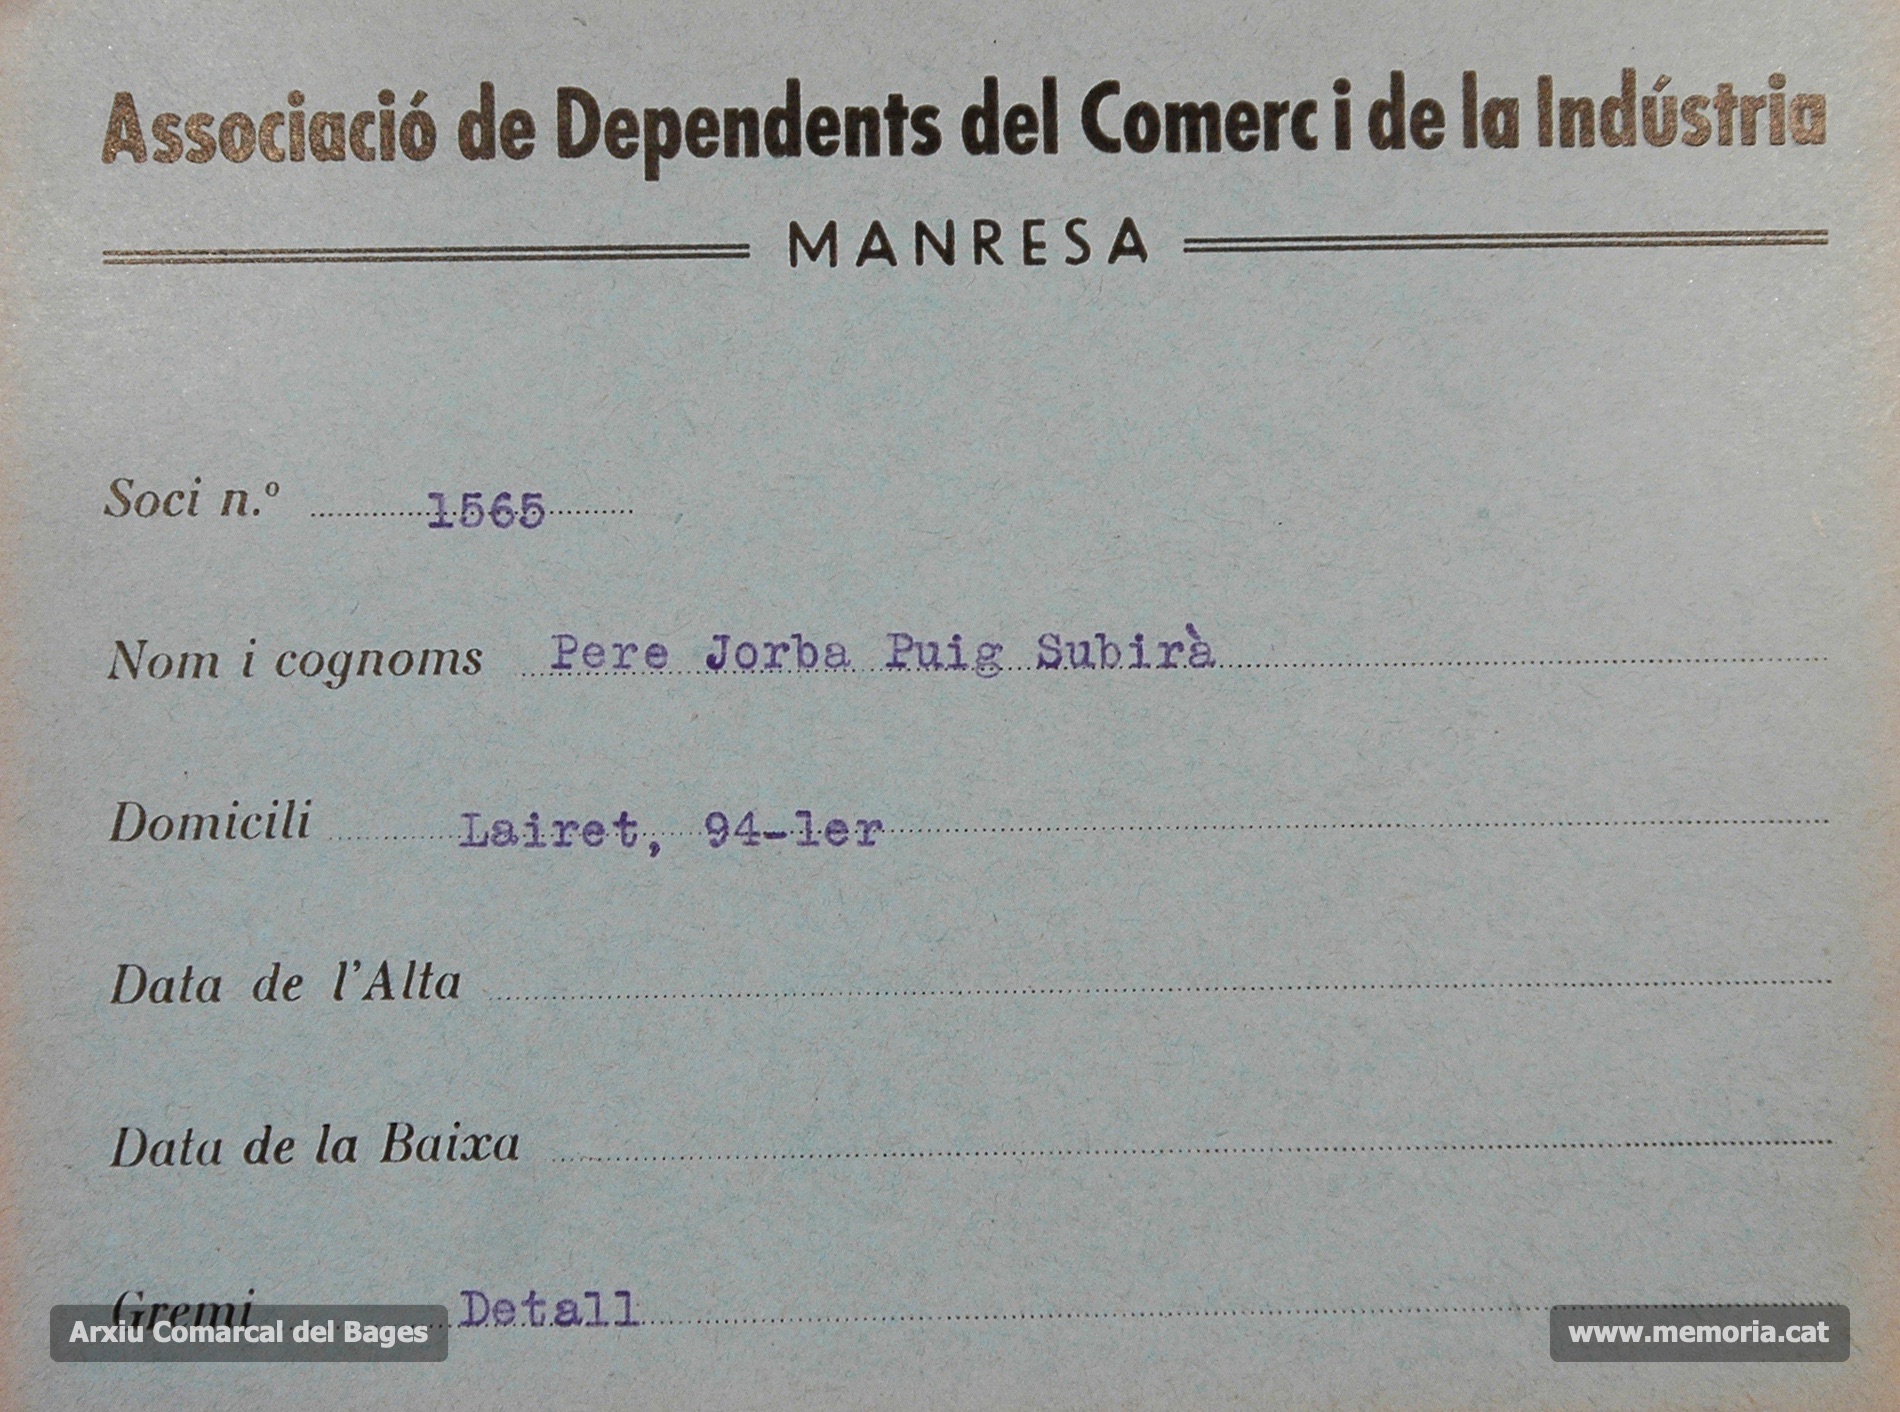 Associació de Dependents del Comerc i de la Indústria
MANRESA
Soci n.º 1565
Nom i cognoms Pere Jorba Puig Subirà
Domicili Lairet, 94-1er
Data de l'Alta
Data de la Baixa
Gremi Detall
Arxiu Comarcal del Bages
www.memoria.cat